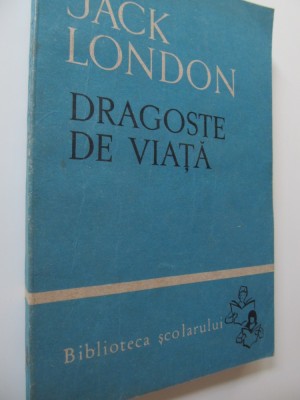 JACK
LONDON
DRAGOSTE
DE VIAȚĂ
Biblioteca școlarului